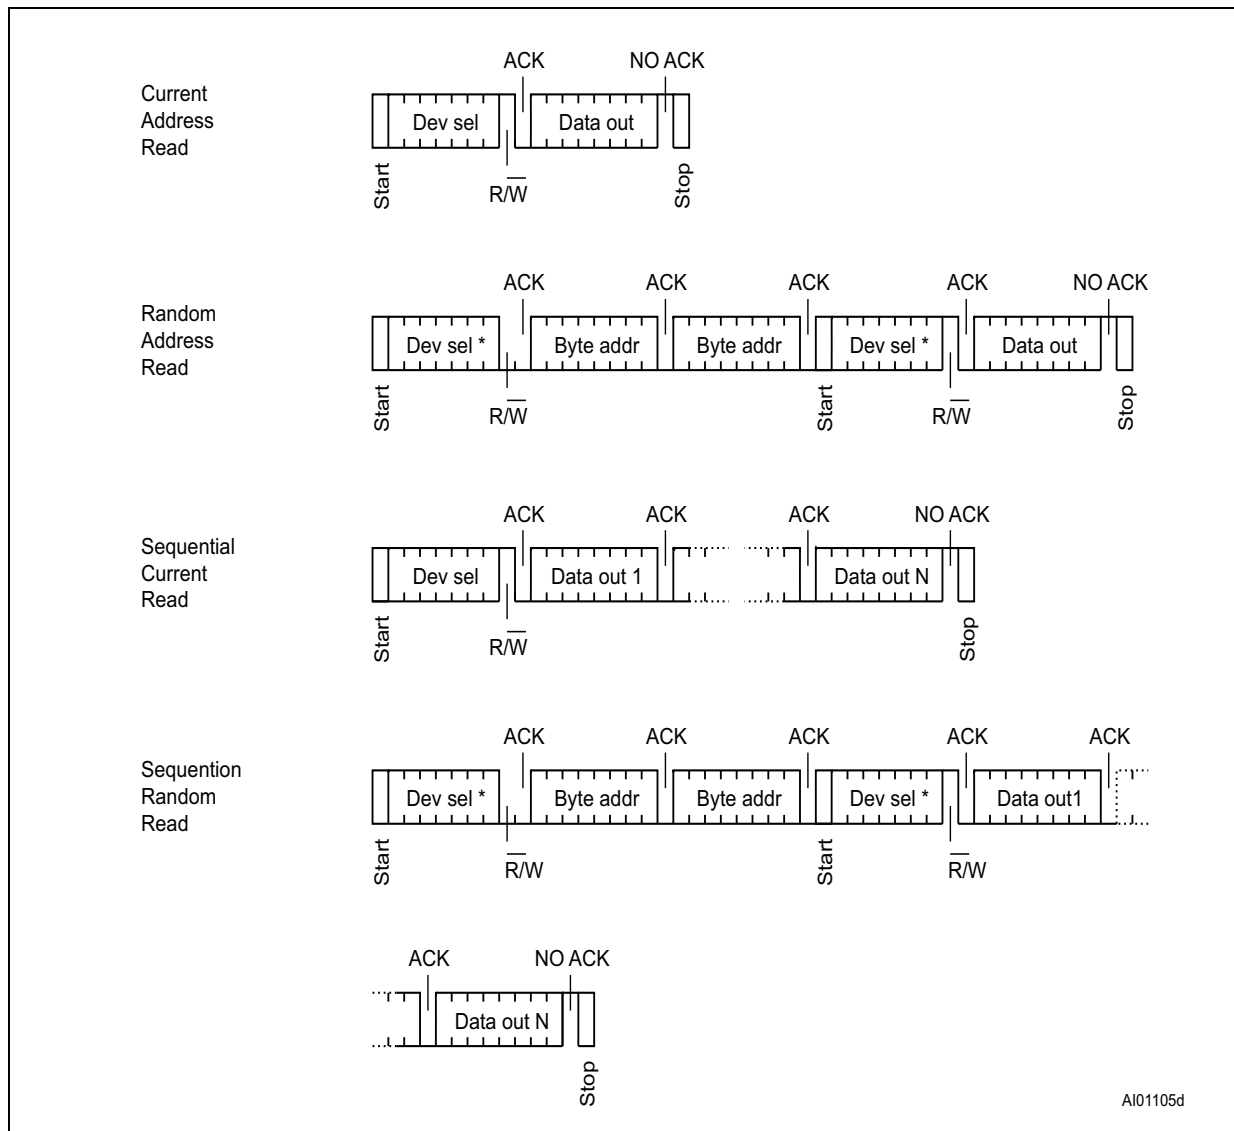 ACK NO ACK
Current
Address
Read
Dev sel Data out
Start R/W Stop
ACK ACK ACK ACK NO ACK
Random
Address
Read
Dev sel * Byte addr Byte addr Dev sel * Data out
Start R/W Start R/W Stop
ACK ACK ACK NO ACK
Sequential
Current
Read
Dev sel Data out 1 Data out N
Start R/W Stop
ACK ACK ACK ACK ACK
Sequention
Random
Read
Dev sel * Byte addr Byte addr Dev sel * Data out1
Start R/W Start R/W
ACK NO ACK
Data out N
Stop
AI01105d